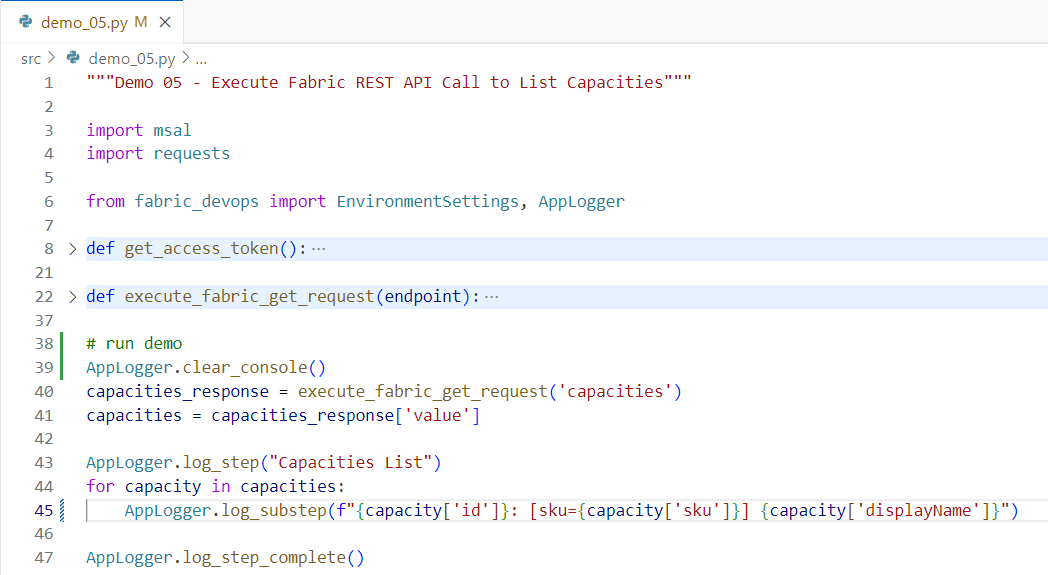 demo_05.py M ×
src > demo_05.py > ...
1 """Demo 05 - Execute Fabric REST API Call to List Capacities"""
2
3 import msal
4 import requests
5
6 from fabric_devops import EnvironmentSettings, AppLogger
7
8 > def get_access_token(): ···
21
22 > def execute_fabric_get_request(endpoint): ···
37
38 # run demo
39 AppLogger.clear_console()
40 capacities_response = execute_fabric_get_request('capacities')
41 capacities = capacities_response['value']
42
43 AppLogger.log_step("Capacities List")
44 for capacity in capacities:
45     AppLogger.log_substep(f"{capacity['id']}: [sku={capacity['sku']}] {capacity['displayName']}")
46
47 AppLogger.log_step_complete()